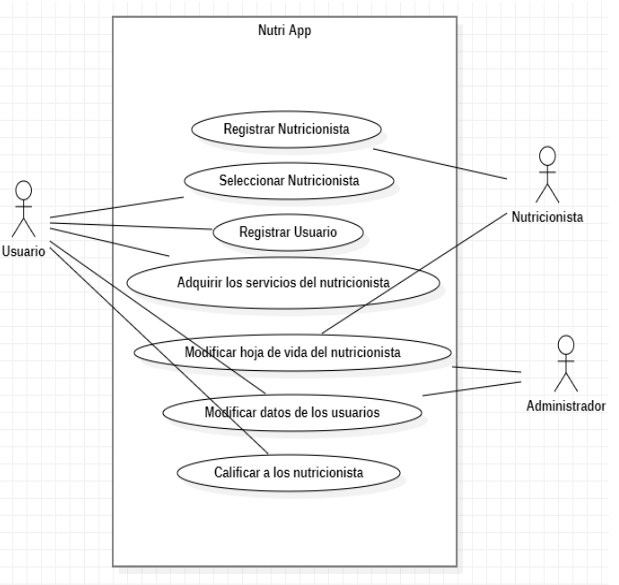 Nutri App
Registrar Nutricionista
Seleccionar Nutricionista
Registrar Usuario
Adquirir los servicios del nutricionista
Modificar hoja de vida del nutricionista
Modificar datos de los usuarios
Calificar a los nutricionista
Usuario
Nutricionista
Administrador